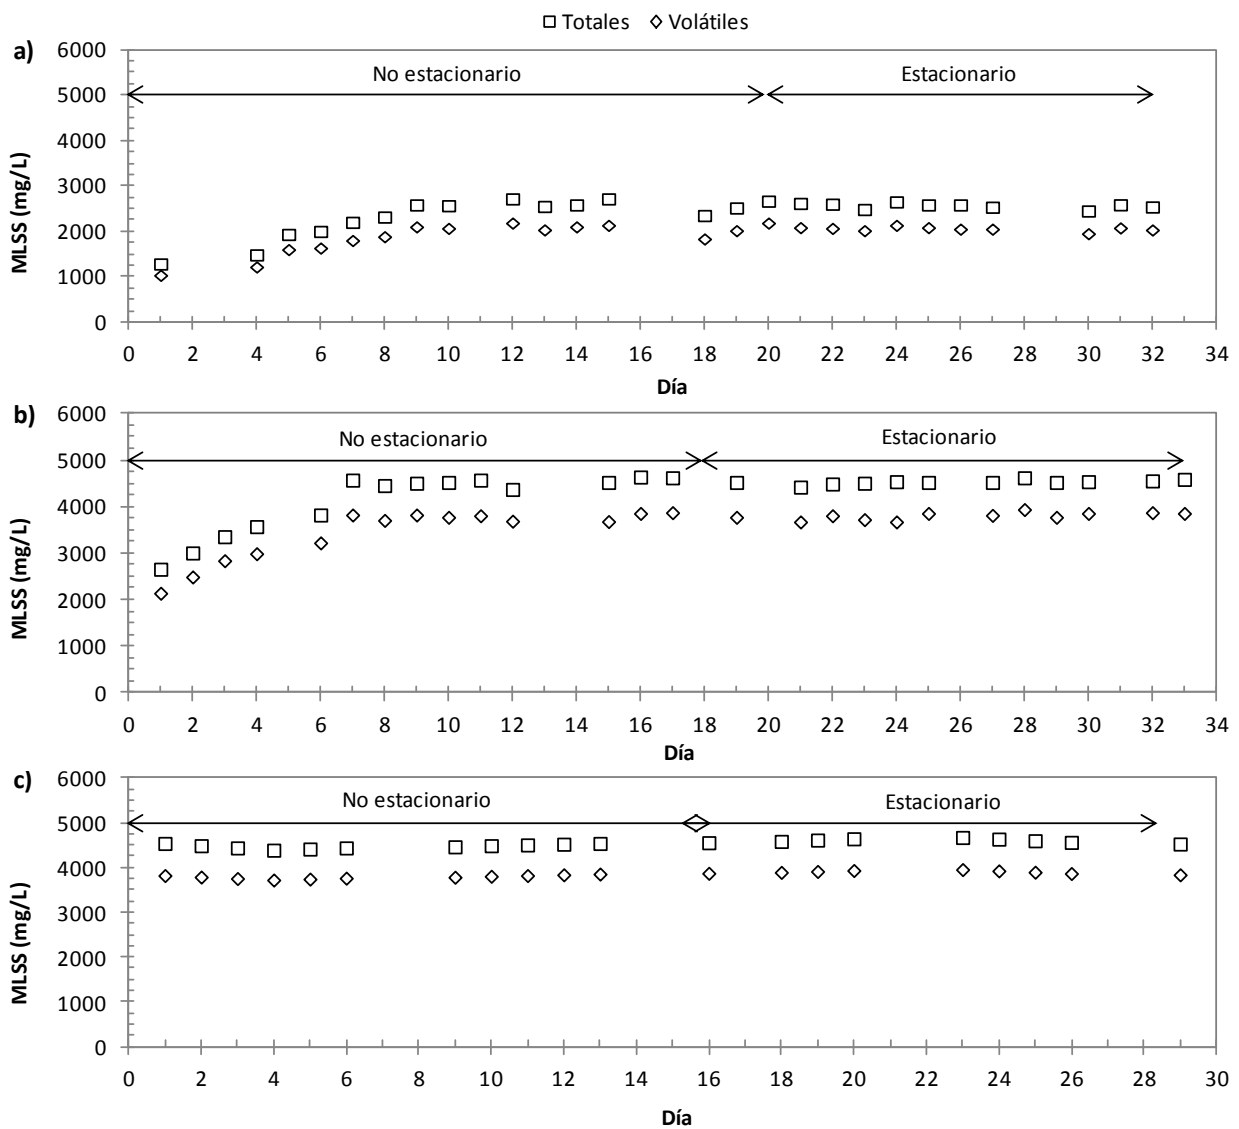 Totales Volátiles
a)
No estacionario Estacionario
6000
5000
4000
3000
2000
1000
0
MLSS (mg/L)
0 2 4 6 8 10 12 14 16 18 20 22 24 26 28 30 32 34
Día
b)
No estacionario Estacionario
6000
5000
4000
3000
2000
1000
0
MLSS (mg/L)
0 2 4 6 8 10 12 14 16 18 20 22 24 26 28 30 32 34
Día
c)
No estacionario Estacionario
6000
5000
4000
3000
2000
1000
0
MLSS (mg/L)
0 2 4 6 8 10 12 14 16 18 20 22 24 26 28 30
Día